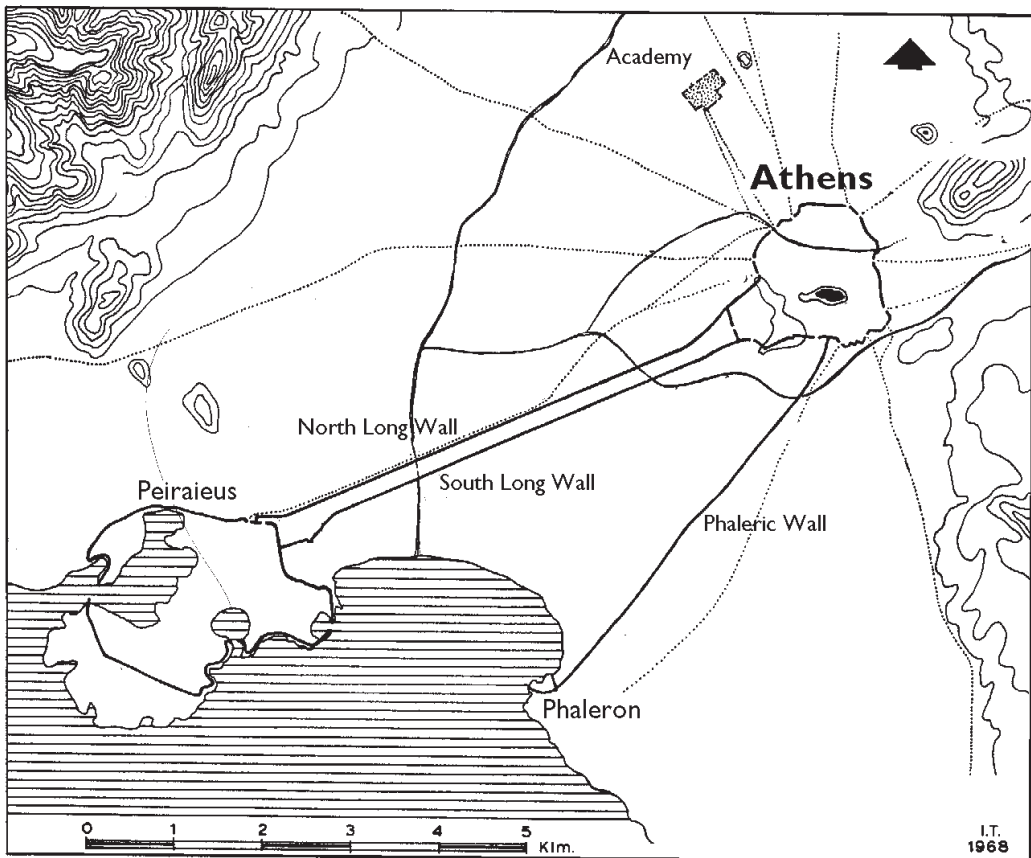 Academy
Athens
North Long Wall
South Long Wall
Peiraieus
Phaleric Wall
Phaleron
0 1 2 3 4 5
Klm.
I.T.
1968